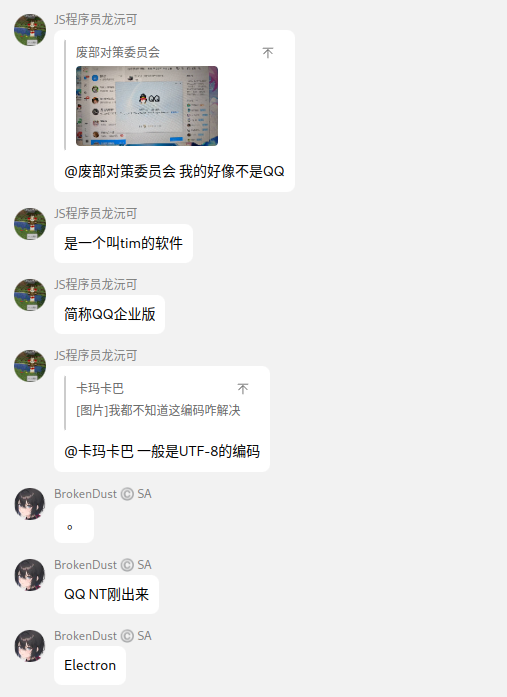 JS程序员龙沅可
废部对策委员会
QQ
@废部对策委员会 我的好像不是QQ
JS程序员龙沅可
是一个叫tim的软件
JS程序员龙沅可
简称QQ企业版
JS程序员龙沅可
卡玛卡巴
[图片]我都不知道这编码咋解决
@卡玛卡巴 一般是UTF-8的编码
BrokenDust Ⓒ SA
。
BrokenDust Ⓒ SA
QQ NT刚出来
BrokenDust Ⓒ SA
Electron